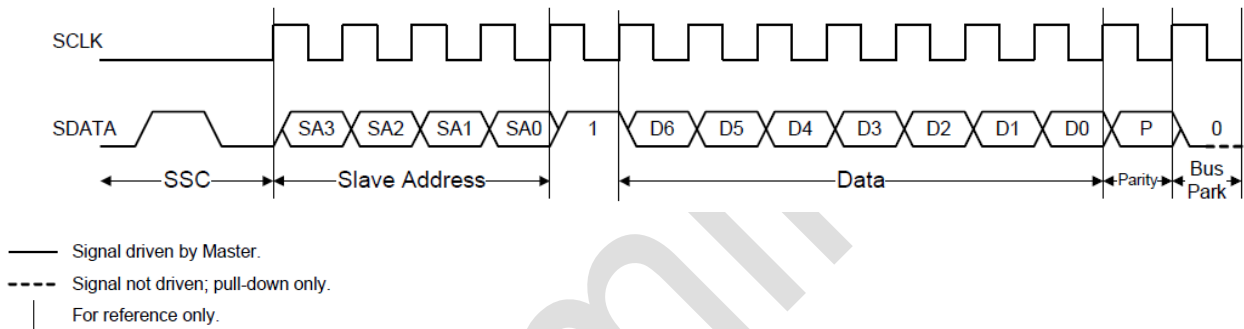 SCLK
SDATA SA3 SA2 SA1 SA0 1 D6 D5 D4 D3 D2 D1 D0 P 0
SSC Slave Address Data Parity Bus
Park
Signal driven by Master.
Signal not driven; pull-down only.
For reference only.